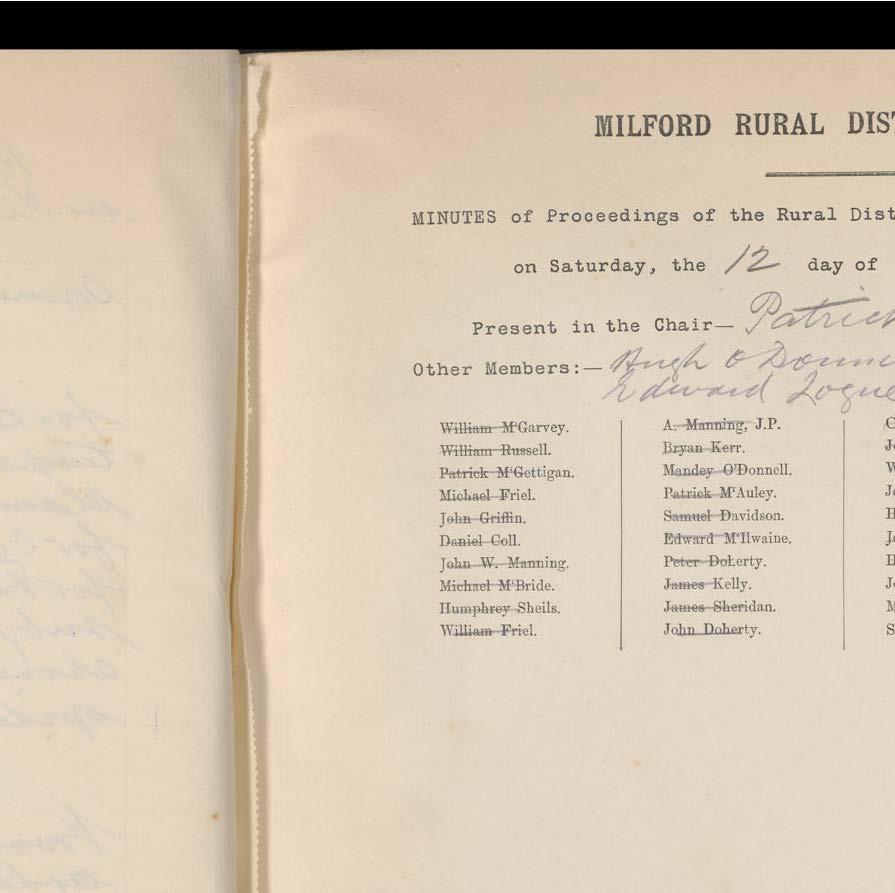 MILFORD RURAL DIS
MINUTES of Proceedings of the Rural Dist
on Saturday, the 12 day of
Present in the Chair— Patrick
Other Members:— Hugh O'Donne
Edward Logue
William M'Garvey.
William Russell.
Patrick M'Gettigan.
Michael Friel.
John Griffin.
Daniel Coll.
John W. Manning.
Michael M'Bride.
Humphrey Sheils.
William Friel.
A. Manning, J.P.
Bryan Kerr.
Mandey O'Donnell.
Patrick M'Auley.
Samuel Davidson.
Edward M'Ilwaine.
Peter Doherty.
James Kelly.
James Sheridan.
John Doherty.